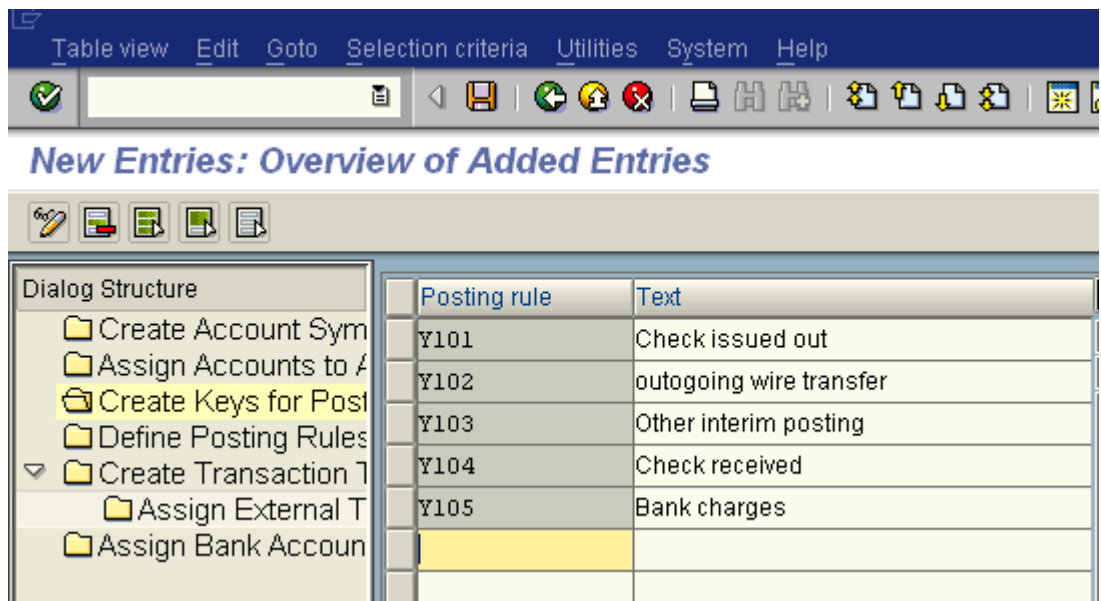 Table view Edit Goto Selection criteria Utilities System Help
New Entries: Overview of Added Entries
Dialog Structure
Create Account Sym
Assign Accounts to A
Create Keys for Post
Define Posting Rules
Create Transaction T
Assign External T
Assign Bank Accoun
Posting rule Text
Y101 Check issued out
Y102 outogoing wire transfer
Y103 Other interim posting
Y104 Check received
Y105 Bank charges